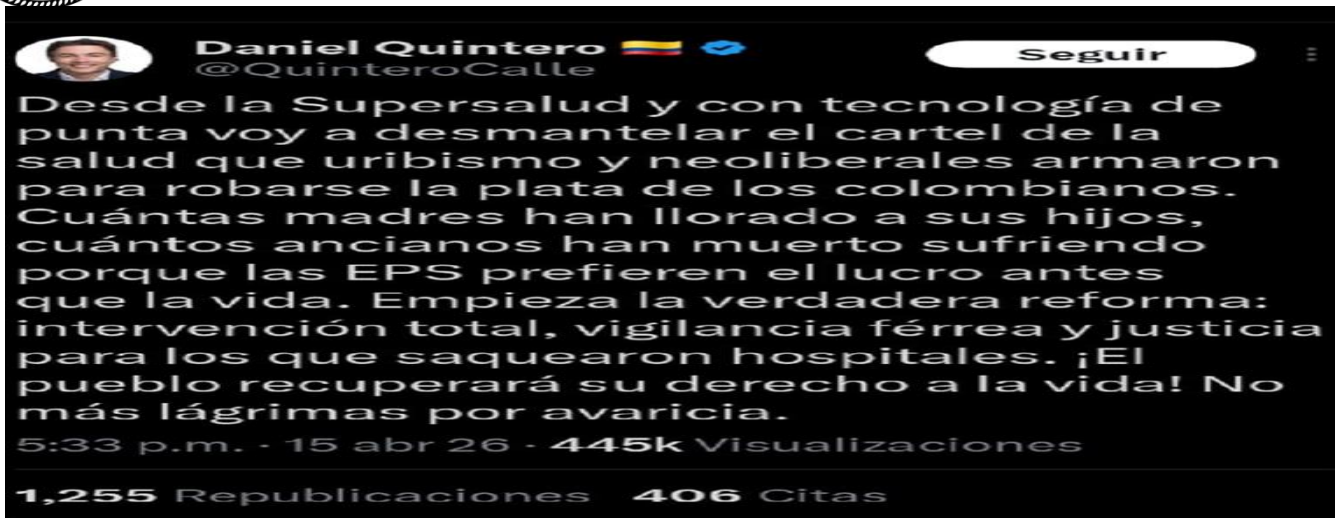 Daniel Quintero 🇨🇴
@QuinteroCalle
Seguir
Desde la Supersalud y con tecnología de
punta voy a desmantelar el cartel de la
salud que uribismo y neoliberales armaron
para robarse la plata de los colombianos.
Cuántas madres han llorado a sus hijos,
cuántos ancianos han muerto sufriendo
porque las EPS prefieren el lucro antes
que la vida. Empieza la verdadera reforma:
intervención total, vigilancia férrea y justicia
para los que saquearon hospitales. ¡El
pueblo recuperará su derecho a la vida! No
más lágrimas por avaricia.
5:33 p.m. · 15 abr 26 · 445k Visualizaciones
1,255 Republicaciones 406 Citas